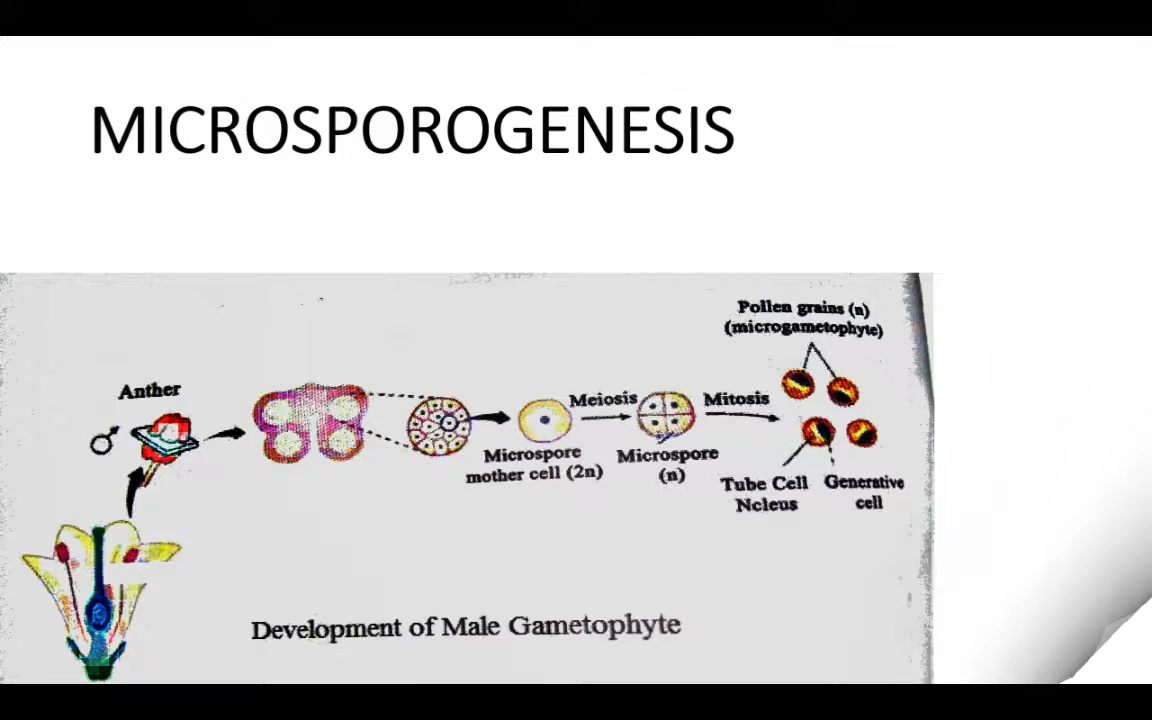 MICROSPOROGENESIS
Pollen grains (n)
(microgametophyte)
Anther
Meiosis
Mitosis
Microspore
mother cell (2n)
Microspore
(n)
Tube Cell
Ncleus
Generative
cell
Development of Male Gametophyte